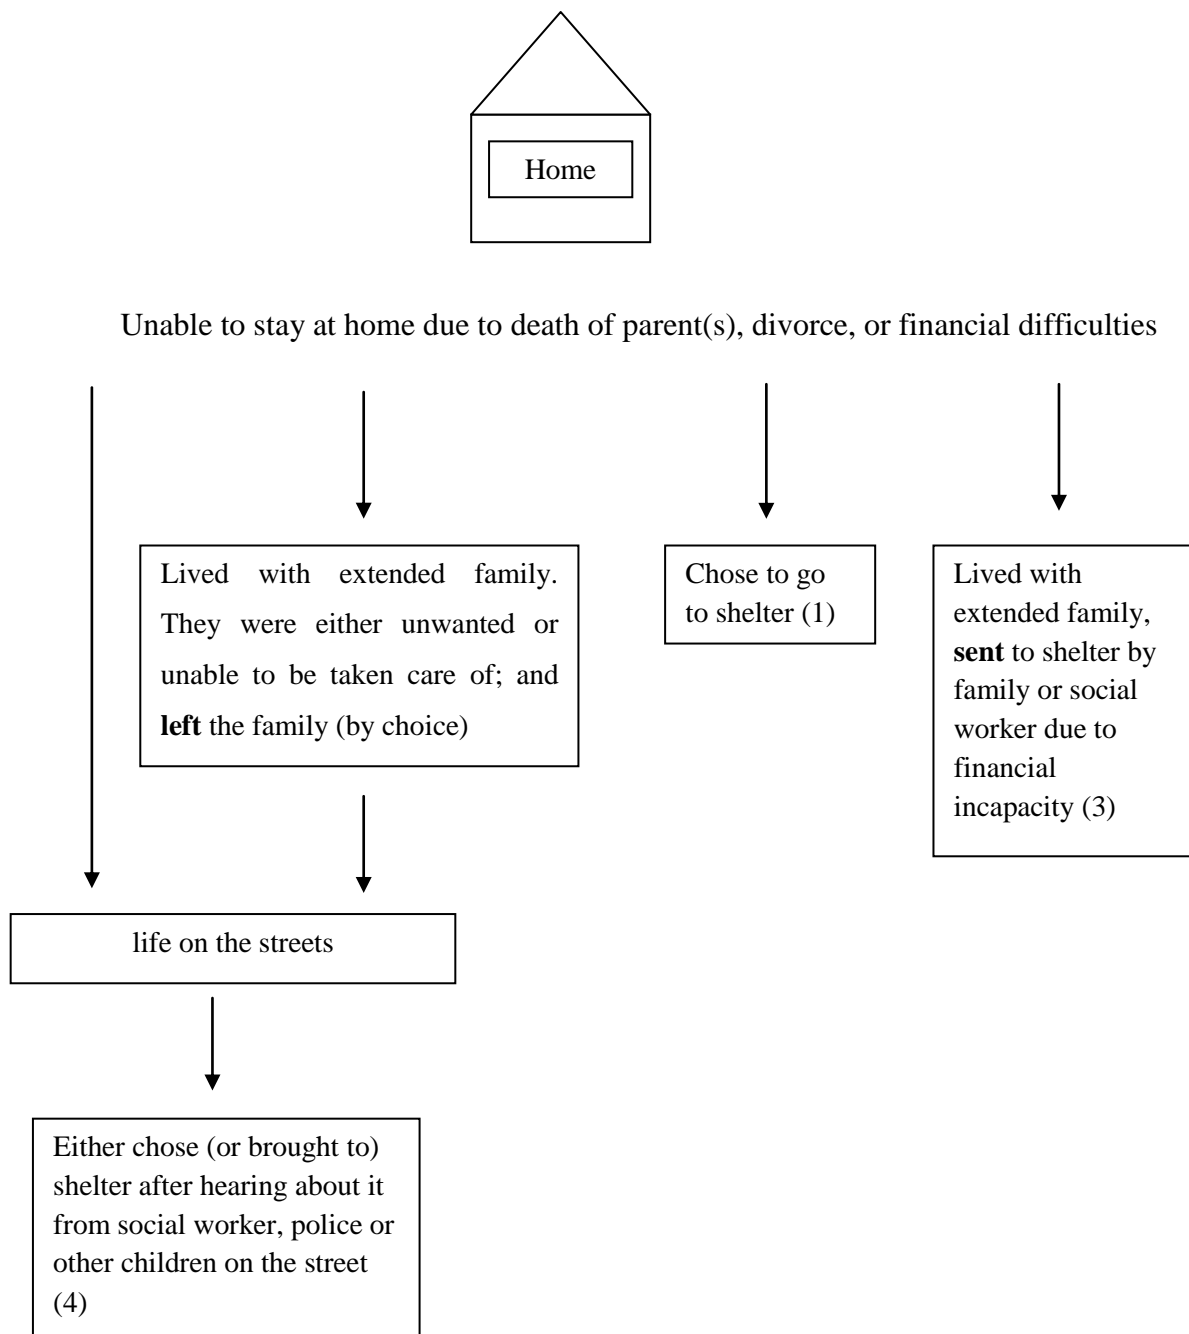 Home
Unable to stay at home due to death of parent(s), divorce, or financial difficulties
Lived with extended family.
They were either unwanted or
unable to be taken care of; and
left the family (by choice)
Chose to go
to shelter (1)
Lived with
extended family,
sent to shelter by
family or social
worker due to
financial
incapacity (3)
life on the streets
Either chose (or brought to)
shelter after hearing about it
from social worker, police or
other children on the street
(4)